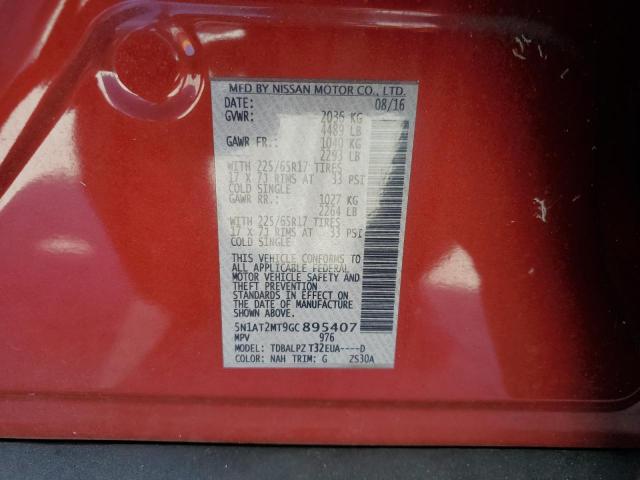 MFD BY NISSAN MOTOR CO., LTD.
DATE: 08/16
GVWR: 2036 KG
4489 LB
GAWR FR.: 1040 KG
2293 LB
WITH 225/65R17 TIRES
17 X 7J RIMS AT 33 PSI
COLD SINGLE
GAWR RR.: 1027 KG
2264 LB
WITH 225/65R17 TIRES
17 X 7J RIMS AT 33 PSI
COLD SINGLE
THIS VEHICLE CONFORMS TO
ALL APPLICABLE FEDERAL
MOTOR VEHICLE SAFETY AND
THEFT PREVENTION
STANDARDS IN EFFECT ON
THE DATE OF MANUFACTURE
SHOWN ABOVE.
5N1AT2MT9GC 895407
MPV 976
MODEL: TDBALPZ T32EUA----D
COLOR: NAH TRIM: G 2S30A